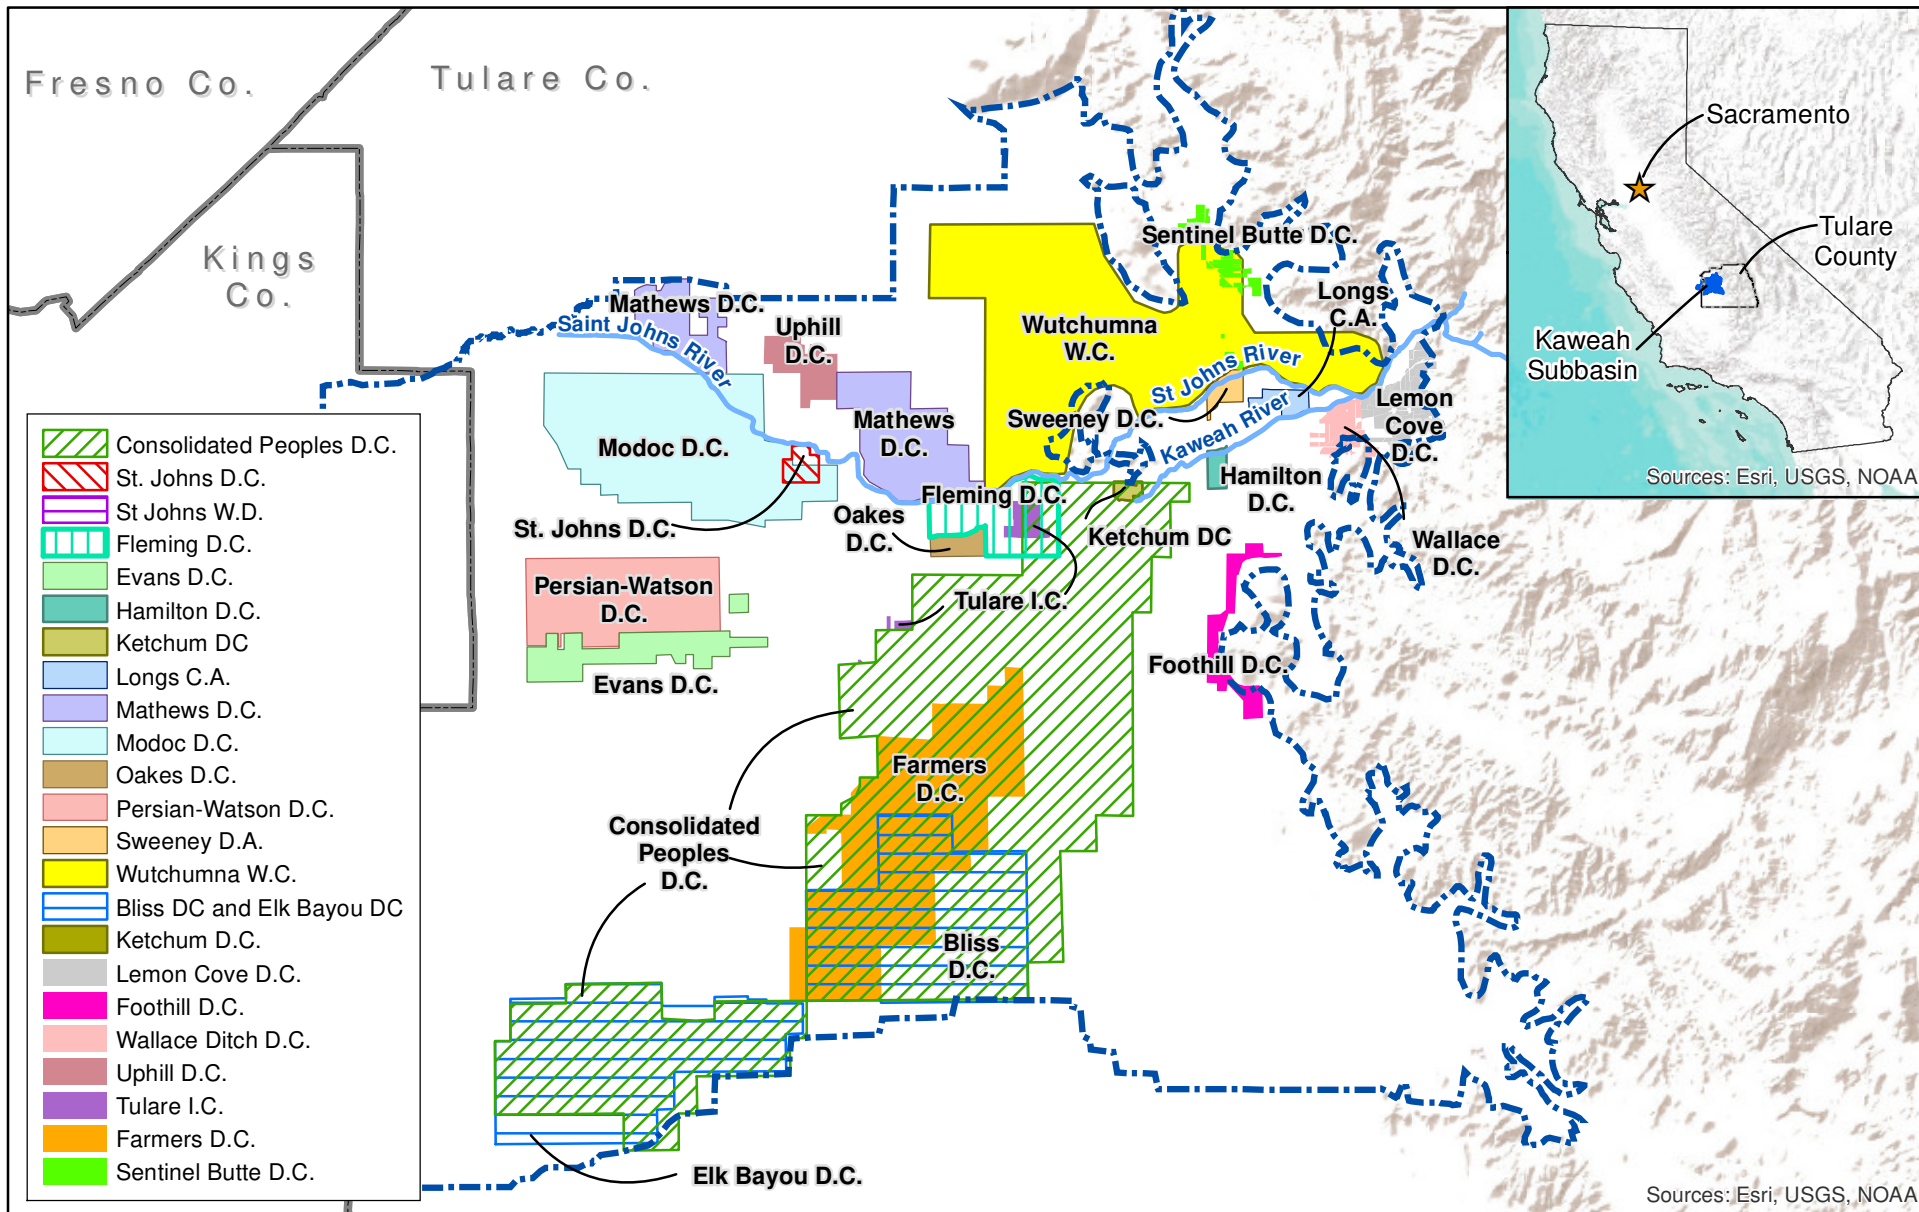 Fresno Co.
Tulare Co.
Kings
Co.
Sacramento
Tulare
County
Kaweah
Subbasin
Sources: Esri, USGS, NOAA
Sentinel Butte D.C.
Longs
C.A.
Mathews D.C.
Saint Johns River
Uphill
D.C.
Wutchumna
W.C.
St Johns River
Sweeney D.C.
Kaweah River
Lemon
Cove
D.C.
Mathews
D.C.
Modoc D.C.
Hamilton
D.C.
Fleming D.C.
Oakes
D.C.
St. Johns D.C.
Ketchum DC
Wallace
D.C.
Persian-Watson
D.C.
Tulare I.C.
Evans D.C.
Foothill D.C.
Farmers
D.C.
Consolidated
Peoples
D.C.
Bliss
D.C.
Elk Bayou D.C.
Consolidated Peoples D.C.
St. Johns D.C.
St Johns W.D.
Fleming D.C.
Evans D.C.
Hamilton D.C.
Ketchum DC
Longs C.A.
Mathews D.C.
Modoc D.C.
Oakes D.C.
Persian-Watson D.C.
Sweeney D.A.
Wutchumna W.C.
Bliss DC and Elk Bayou DC
Ketchum D.C.
Lemon Cove D.C.
Foothill D.C.
Wallace Ditch D.C.
Uphill D.C.
Tulare I.C.
Farmers D.C.
Sentinel Butte D.C.
Sources: Esri, USGS, NOAA